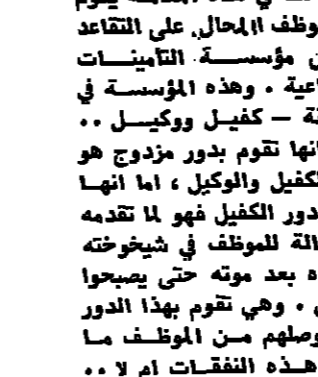 وظف المحال. على التقاعد
مؤسسة التأمينات
عية . وهذه المؤسسة في
ة — كفيل ووكيل ..
انها تقوم بدور مزدوج هو
لكفيل والوكيل ، اما انها
دور الكفيل فهو لما تقدمه
الة للموظف في شيخوخته
ه بعد موته حتى يصبحوا
. وهي تقوم بهذا الدور
وصلهم من الموظف ما
هذه النفقات ام لا ..